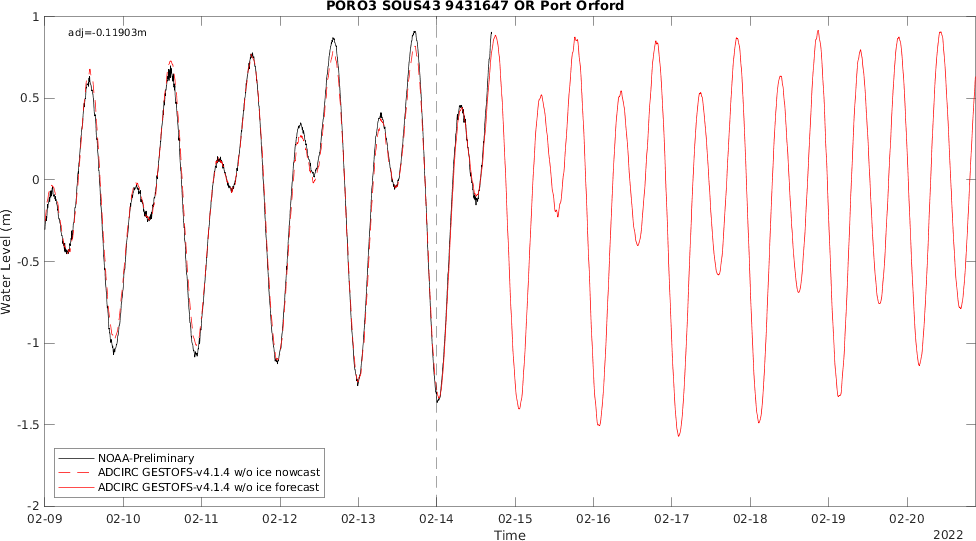 PORO3 SOUS43 9431647 OR Port Orford
adj=-0.11903m
1
0.5
0
-0.5
-1
-1.5
-2
Water Level (m)
NOAA-Preliminary
ADCIRC GESTOFS-v4.1.4 w/o ice nowcast
ADCIRC GESTOFS-v4.1.4 w/o ice forecast
02-09 02-10 02-11 02-12 02-13 02-14 02-15 02-16 02-17 02-18 02-19 02-20
Time
2022